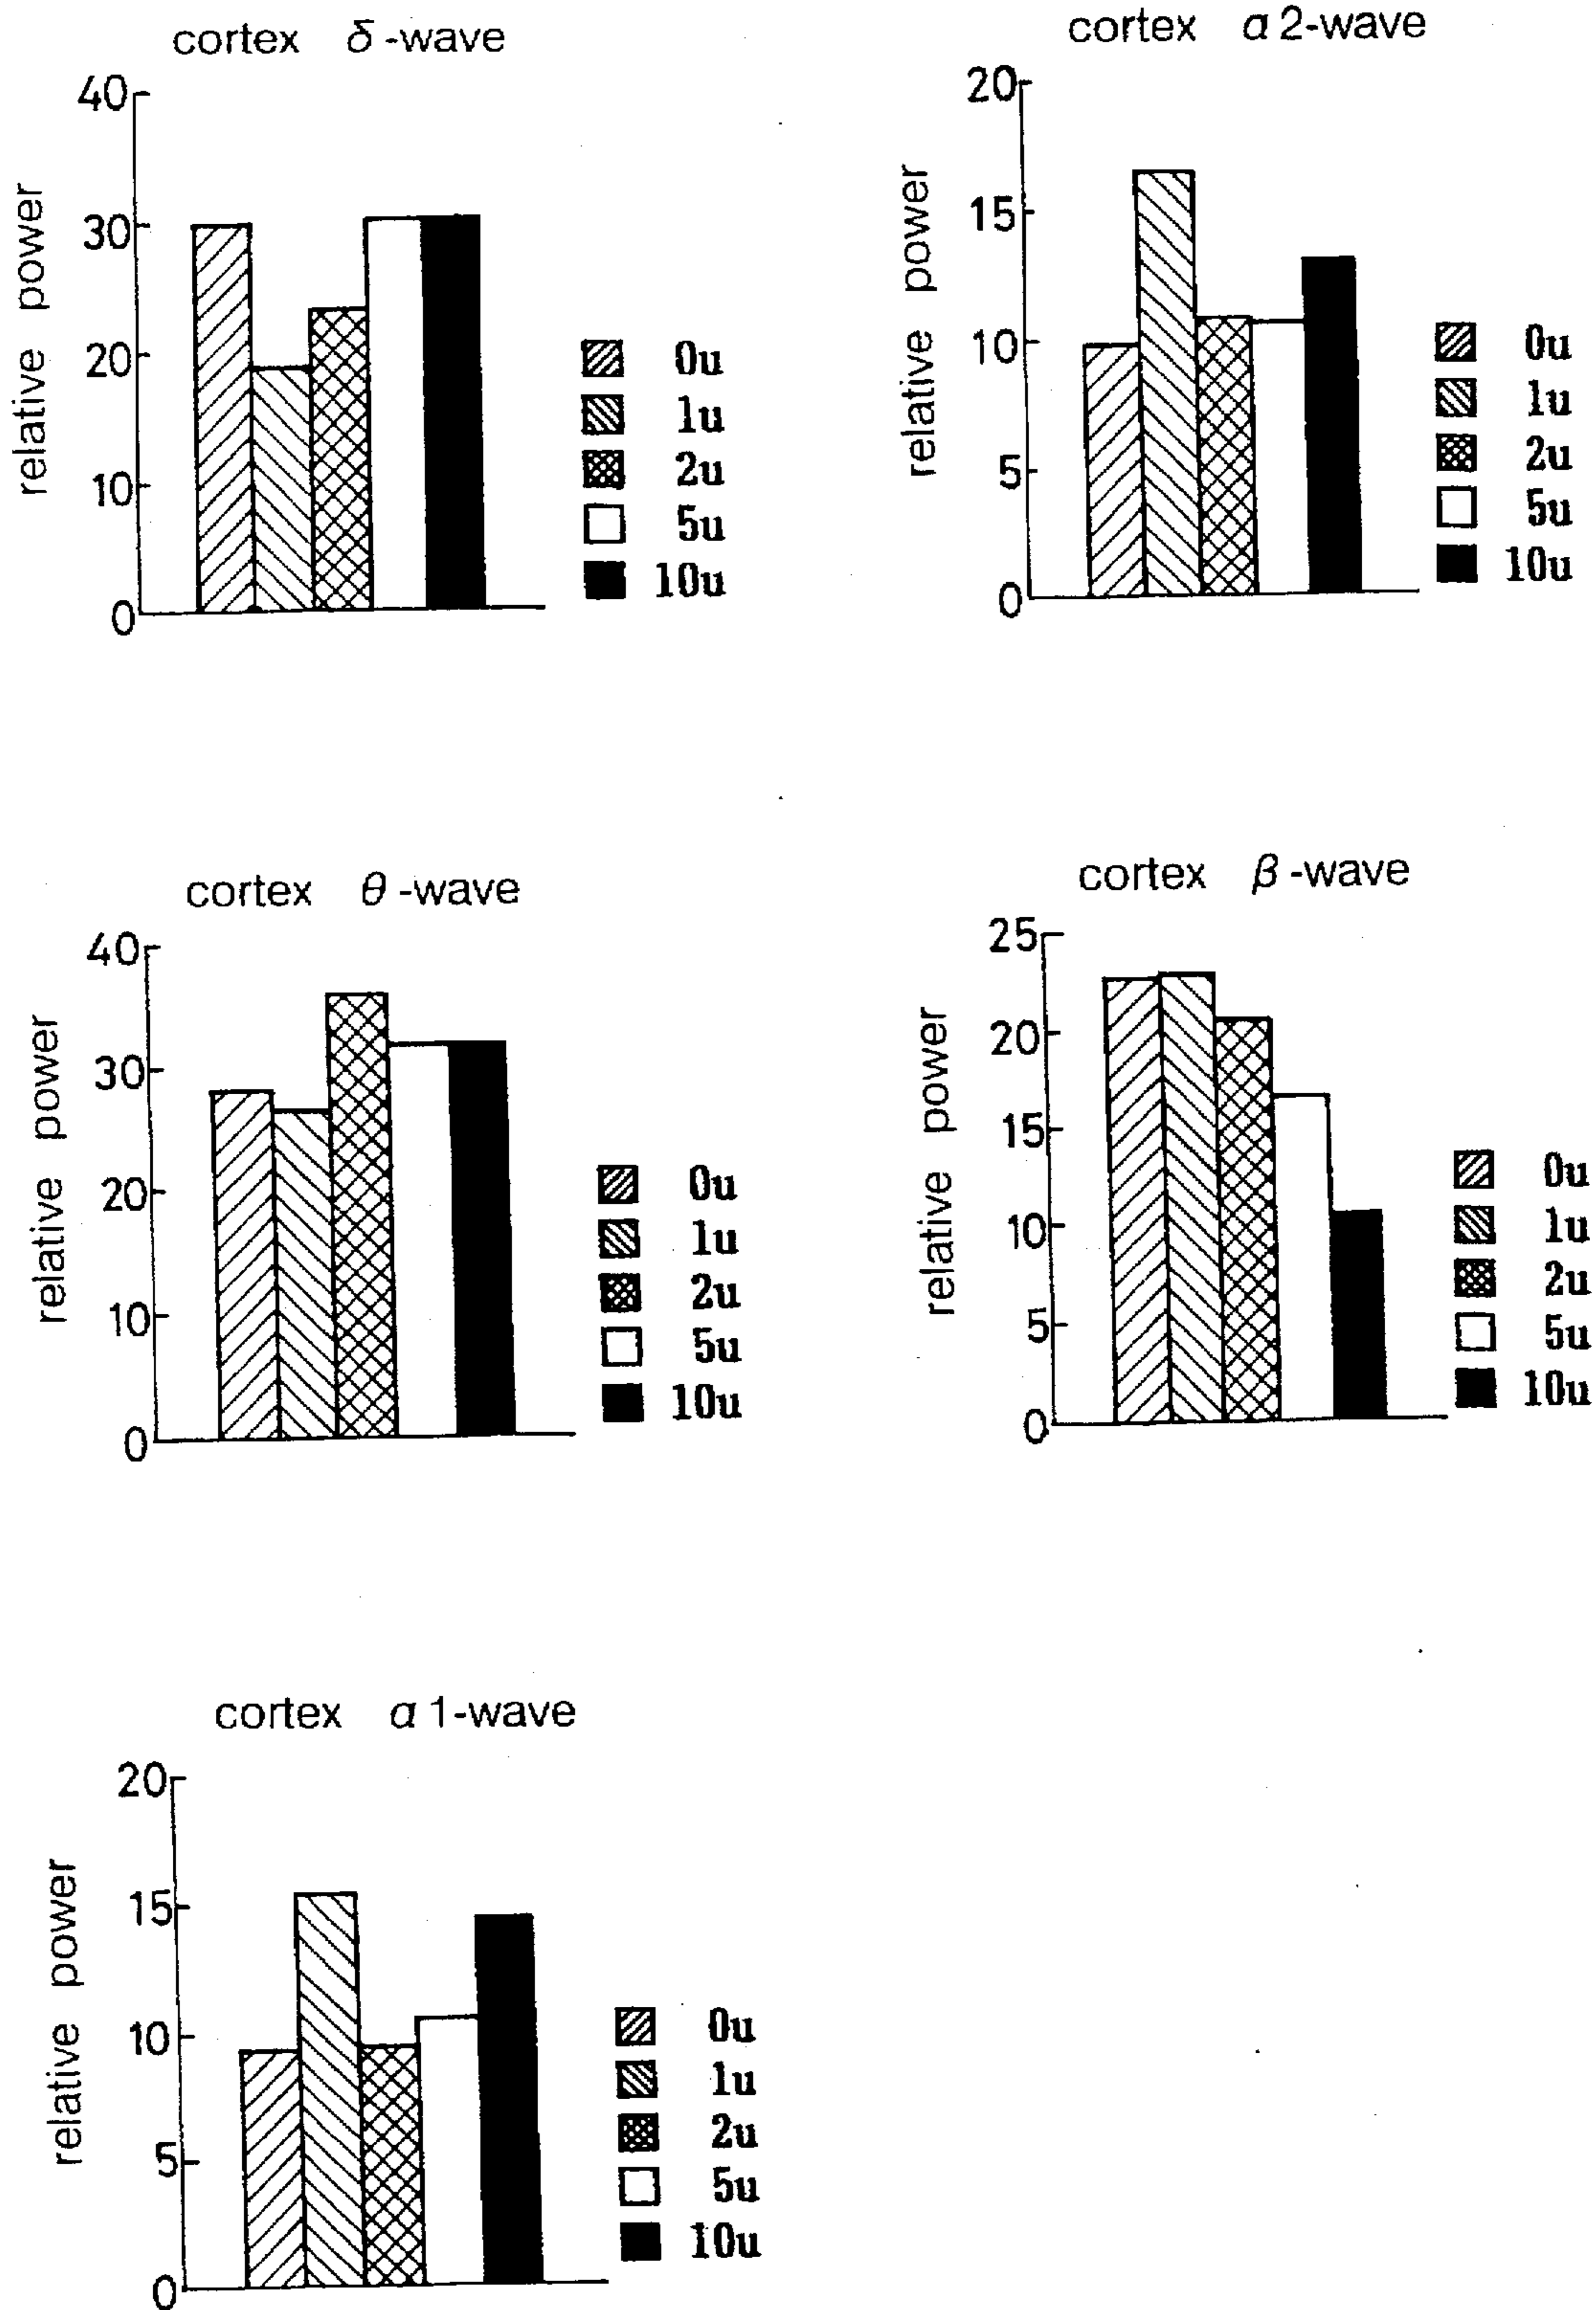 cortex δ-wave
relative power
40
30
20
10
0
0u
1u
2u
5u
10u
cortex α2-wave
relative power
20
15
10
5
0
0u
1u
2u
5u
10u
cortex θ-wave
relative power
40
30
20
10
0
0u
1u
2u
5u
10u
cortex β-wave
relative power
25
20
15
10
5
0
0u
1u
2u
5u
10u
cortex α1-wave
relative power
20
15
10
5
0
0u
1u
2u
5u
10u